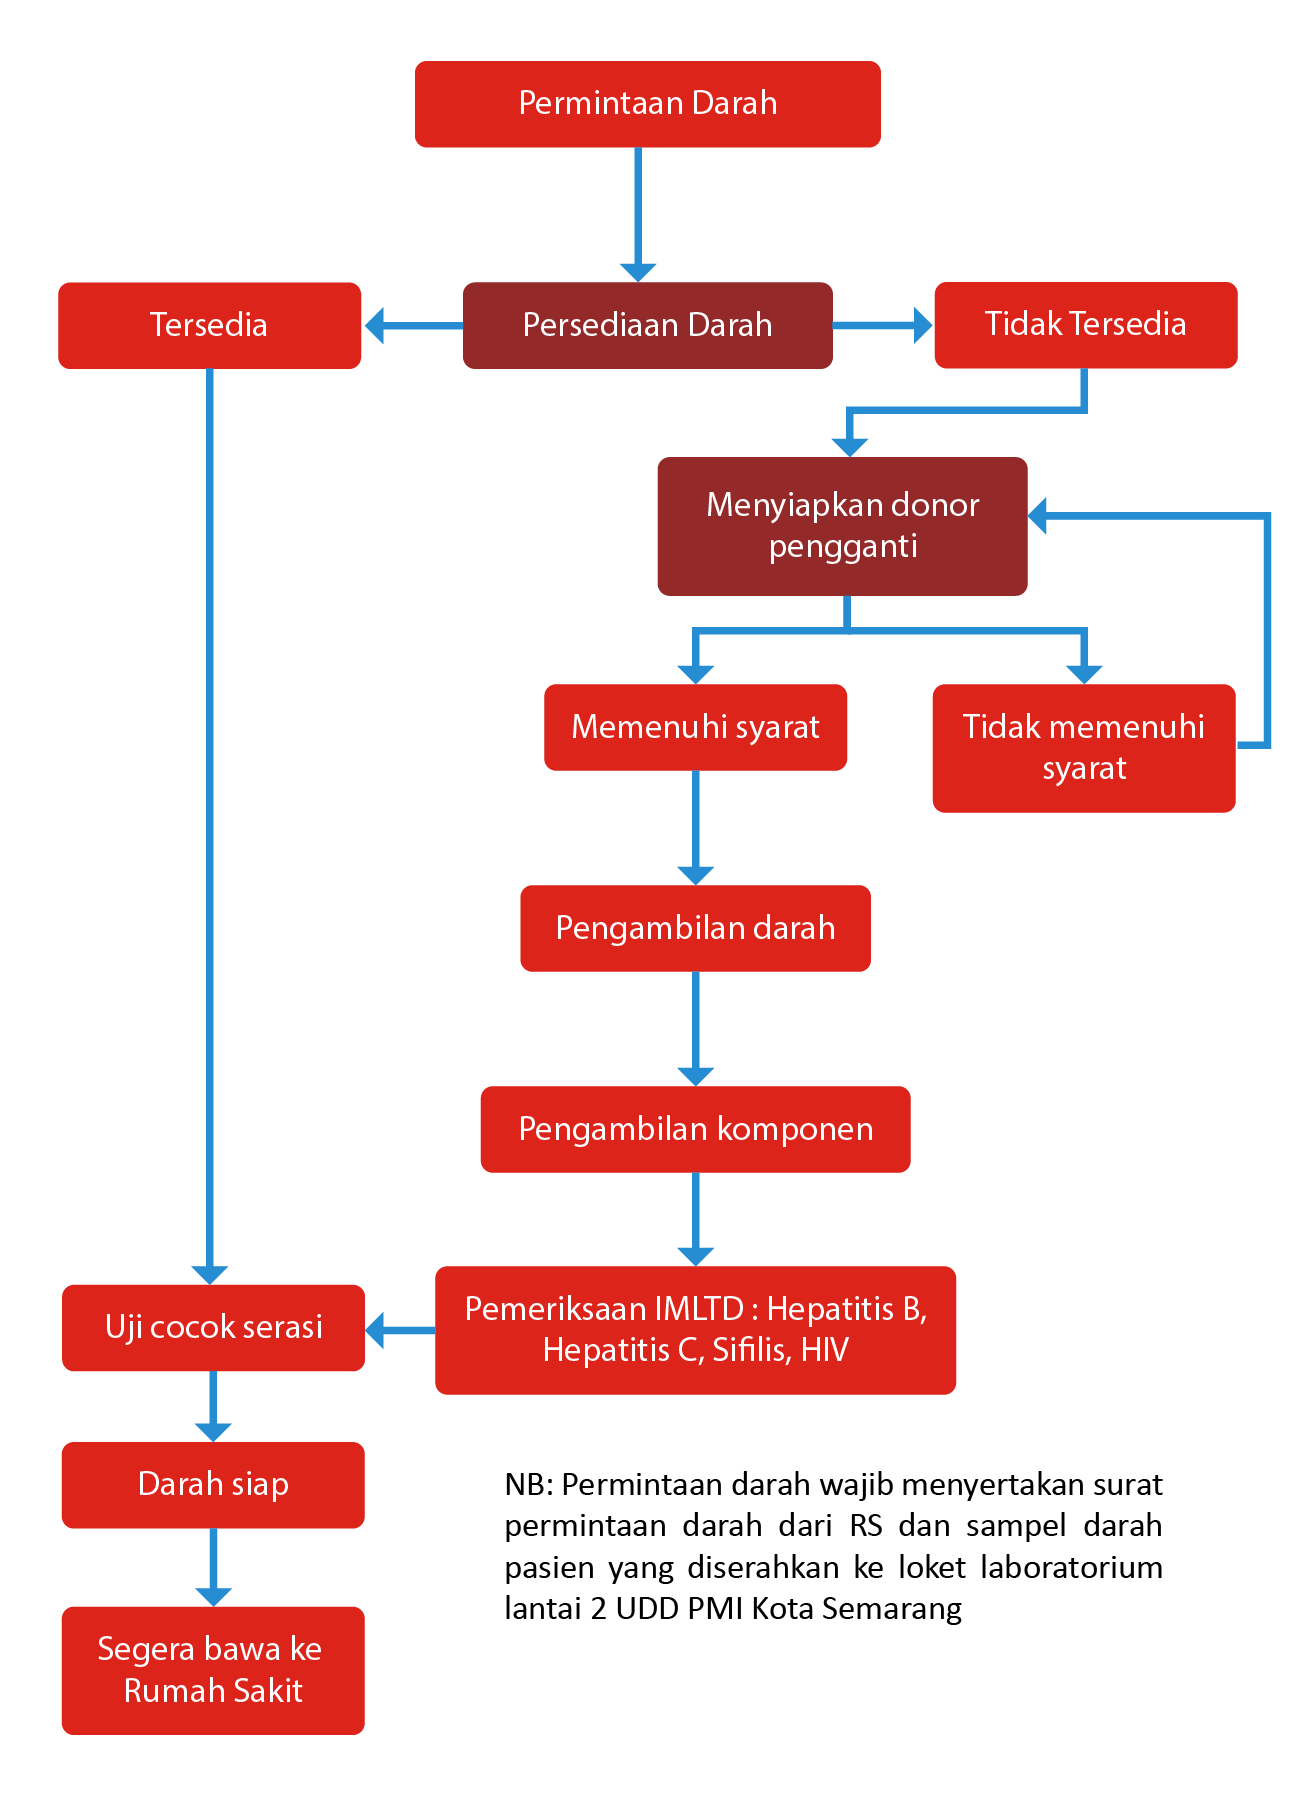 Permintaan Darah
Tersedia
Persediaan Darah
Tidak Tersedia
Menyiapkan donor
pengganti
Memenuhi syarat
Tidak memenuhi
syarat
Pengambilan darah
Pengambilan komponen
Pemeriksaan IMLTD : Hepatitis B,
Hepatitis C, Sifilis, HIV
Uji cocok serasi
Darah siap
Segera bawa ke
Rumah Sakit
NB: Permintaan darah wajib menyertakan surat
permintaan darah dari RS dan sampel darah
pasien yang diserahkan ke loket laboratorium
lantai 2 UDD PMI Kota Semarang